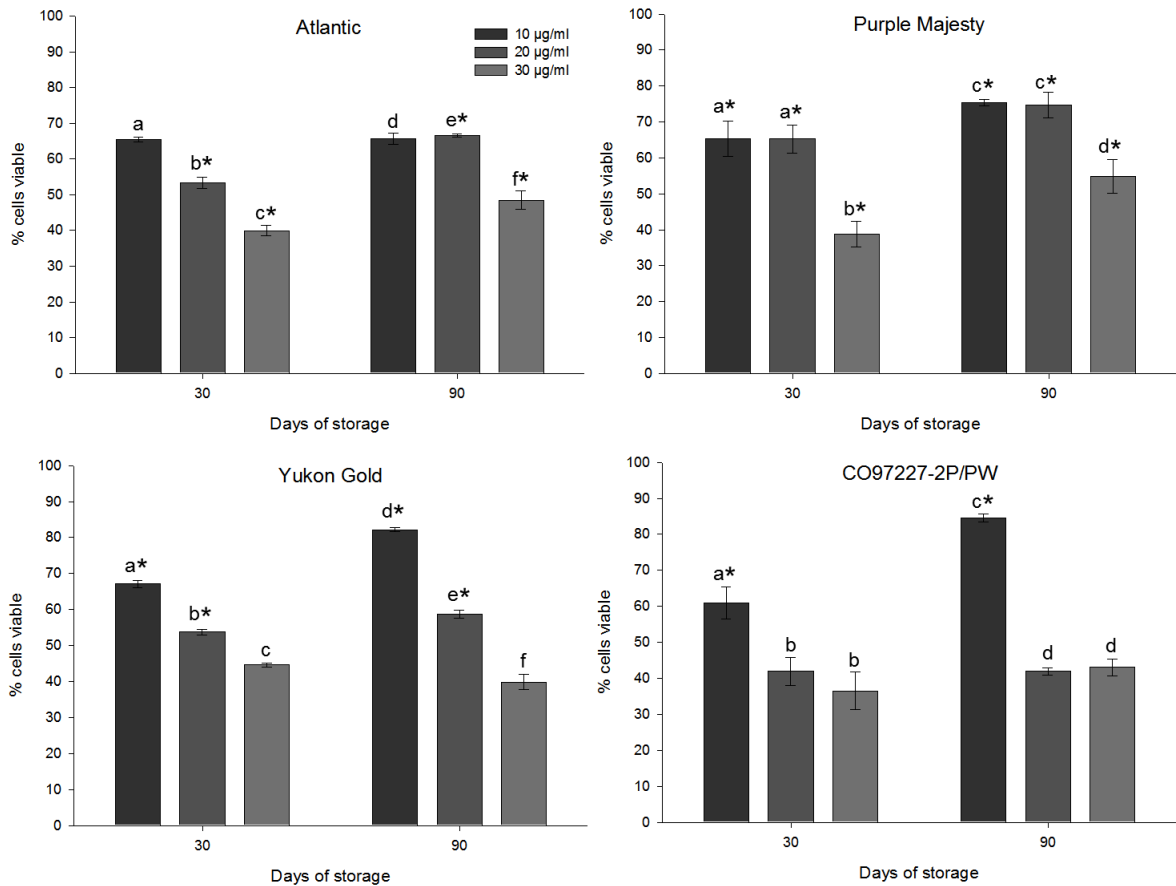 Atlantic
10 µg/ml
20 µg/ml
30 µg/ml
% cells viable
100
90
80
70
60
50
40
30
20
10
0
a
b*
c*
d
e*
f*
30
90
Days of storage
Purple Majesty
% cells viable
100
90
80
70
60
50
40
30
20
10
0
a*
a*
b*
c*
c*
d*
30
90
Days of storage
Yukon Gold
% cells viable
100
90
80
70
60
50
40
30
20
10
0
a*
b*
c
d*
e*
f
30
90
Days of storage
CO97227-2P/PW
% cells viable
100
90
80
70
60
50
40
30
20
10
0
a*
b
b
c*
d
d
30
90
Days of storage